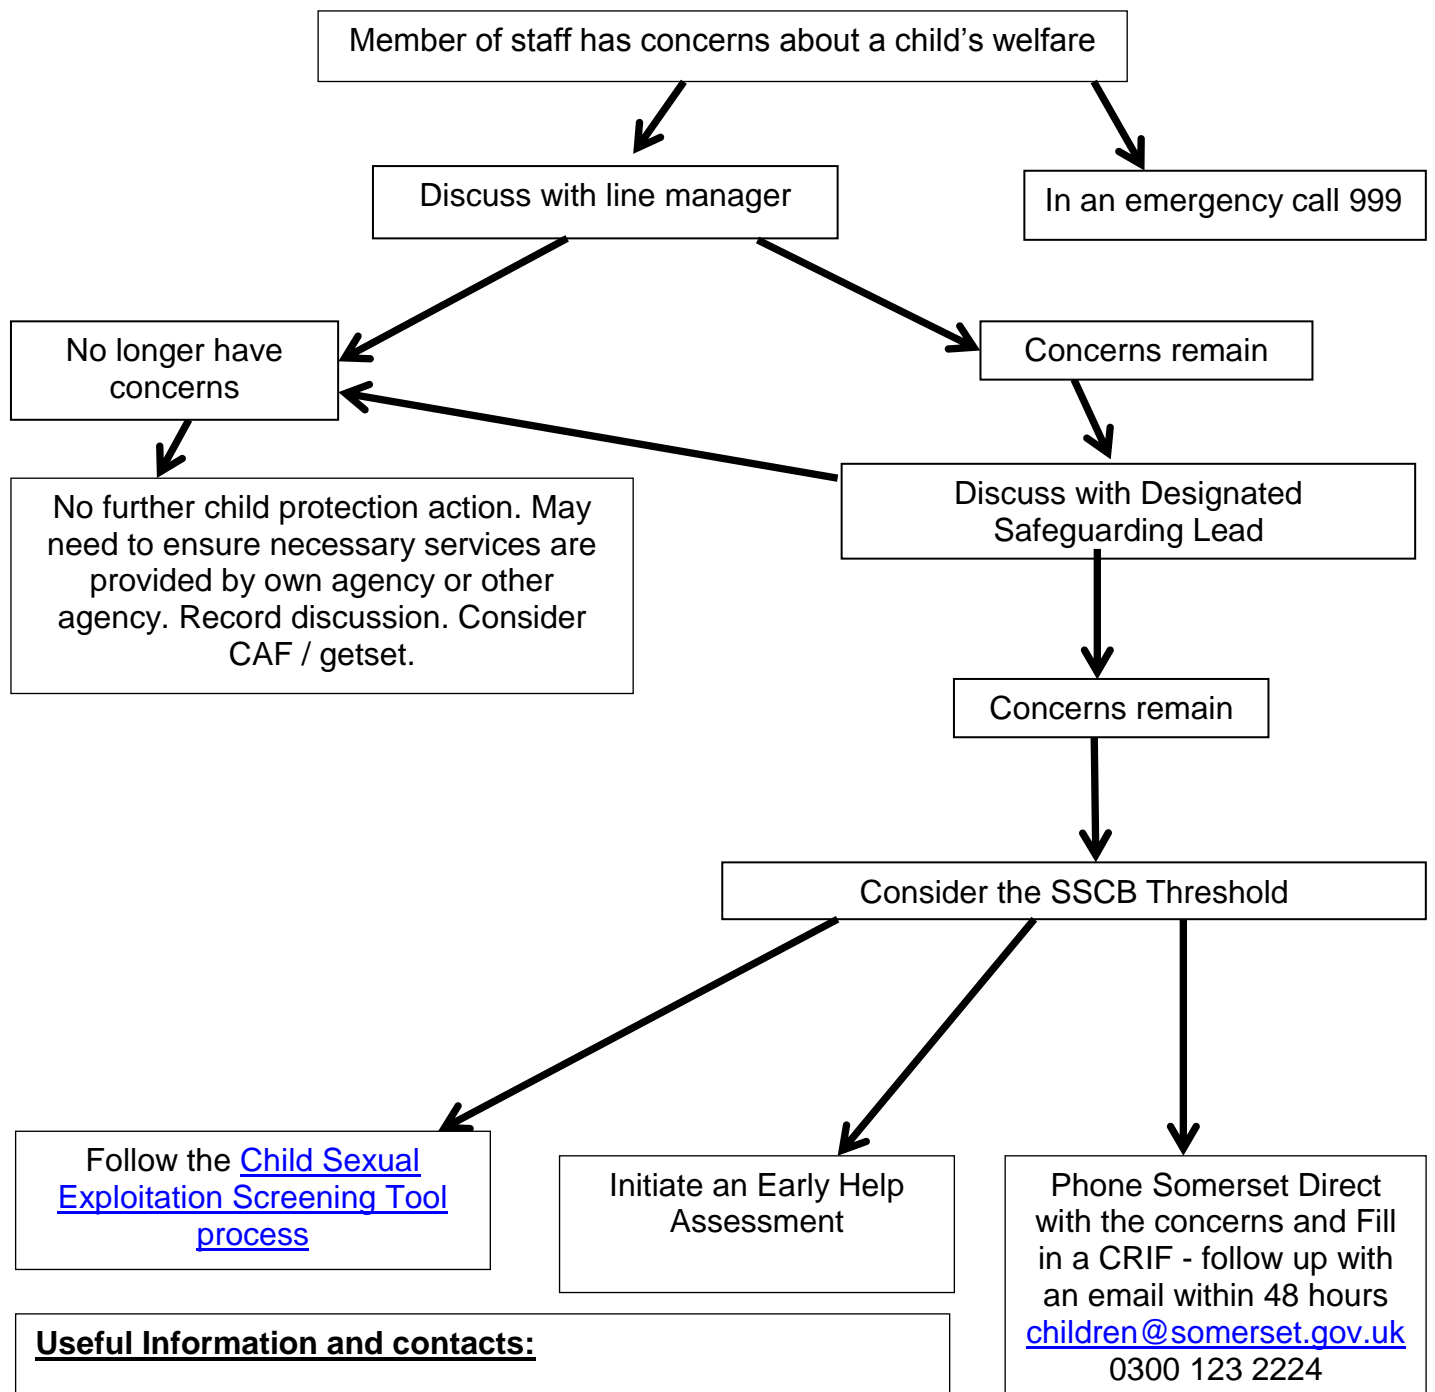 Member of staff has concerns about a child’s welfare
Discuss with line manager
In an emergency call 999
No longer have
concerns
Concerns remain
No further child protection action. May
need to ensure necessary services are
provided by own agency or other
agency. Record discussion. Consider
CAF / getset.
Discuss with Designated
Safeguarding Lead
Concerns remain
Consider the SSCB Threshold
Follow the Child Sexual
Exploitation Screening Tool
process
Initiate an Early Help
Assessment
Phone Somerset Direct
with the concerns and Fill
in a CRIF - follow up with
an email within 48 hours
children@somerset.gov.uk
0300 123 2224
Useful Information and contacts: